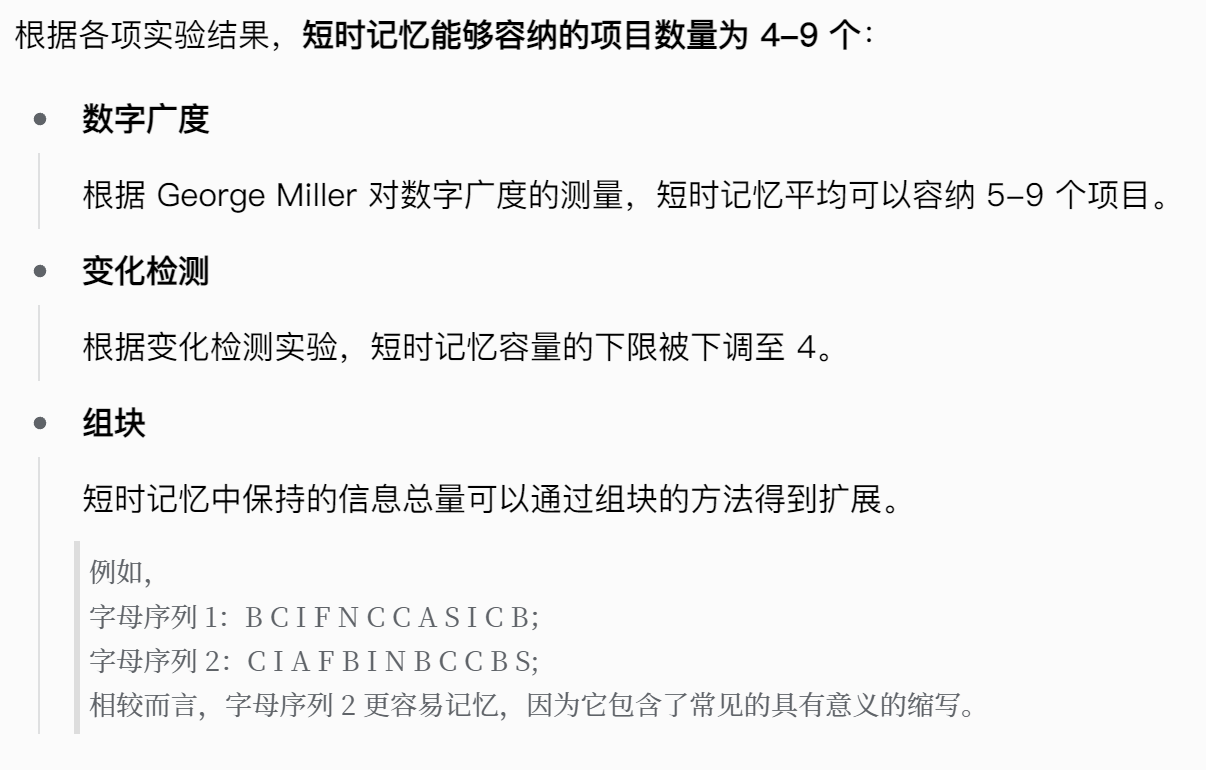 根据各项实验结果，短时记忆能够容纳的项目数量为 4–9 个：
数字广度
根据 George Miller 对数字广度的测量，短时记忆平均可以容纳 5–9 个项目。
变化检测
根据变化检测实验，短时记忆容量的下限被下调至 4。
组块
短时记忆中保持的信息总量可以通过组块的方法得到扩展。
例如，
字母序列 1：B C I F N C C A S I C B;
字母序列 2：C I A F B I N B C C B S;
相较而言，字母序列 2 更容易记忆，因为它包含了常见的具有意义的缩写。